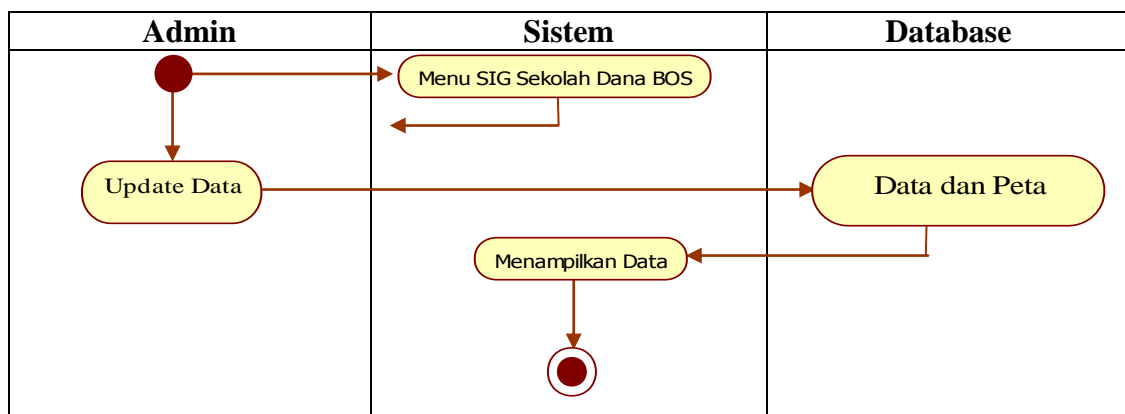 Admin
Sistem
Database
Menu SIG Sekolah Dana BOS
Update Data
Data dan Peta
Menampilkan Data